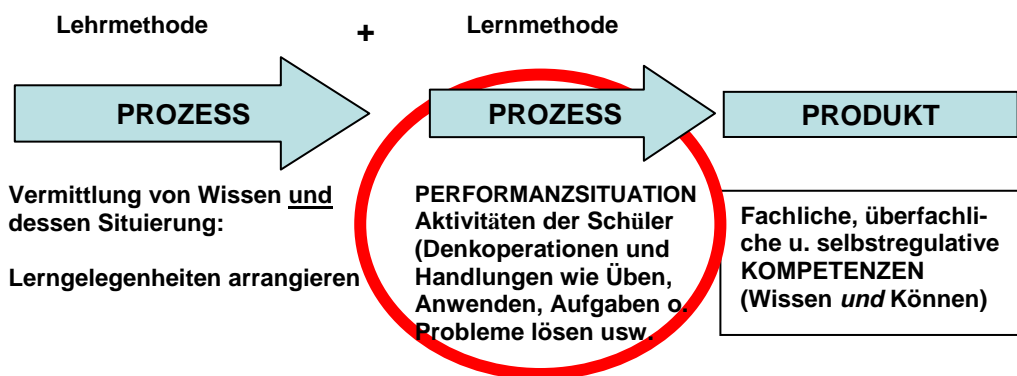 Lehrmethode + Lernmethode
PROZESS PROZESS PRODUKT
Vermittlung von Wissen und
dessen Situierung:
Lerngelegenheiten arrangieren
PERFORMANZSITUATION
Aktivitäten der Schüler
(Denkoperationen und
Handlungen wie Üben,
Anwenden, Aufgaben o.
Probleme lösen usw.
Fachliche, überfachli-
che u. selbstregulative
KOMPETENZEN
(Wissen und Können)